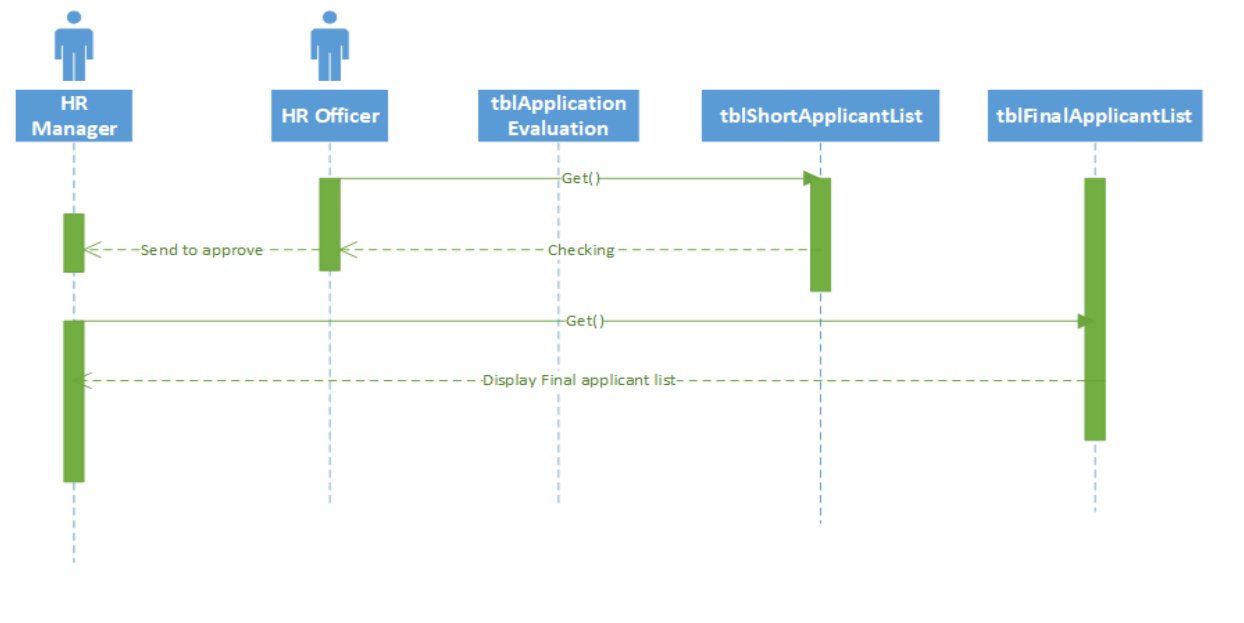 HR
Manager
HR Officer
tblApplication
Evaluation
tblShortApplicantList
tblFinalApplicantList
Get()
Send to approve
Checking
Get()
Display Final applicant list